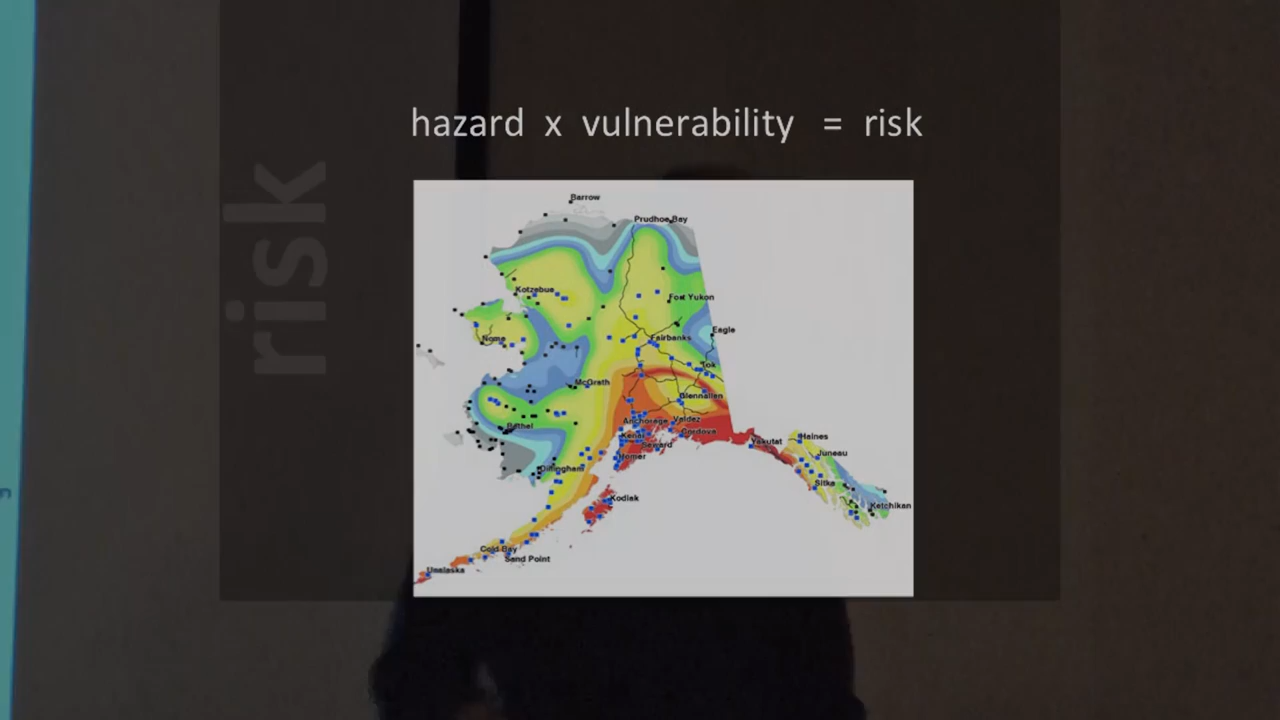 hazard x vulnerability = risk
risk
Barrow
Prudhoe Bay
Kotzebue
Fort Yukon
Eagle
Nome
Fairbanks
Tok
McGrath
Glennallen
Anchorage
Valdez
Bethel
Kenai
Cordova
Seward
Yakutat
Haines
Homer
Juneau
Dillingham
Sitka
Kodiak
Ketchikan
Cold Bay
Sand Point
Unalaska